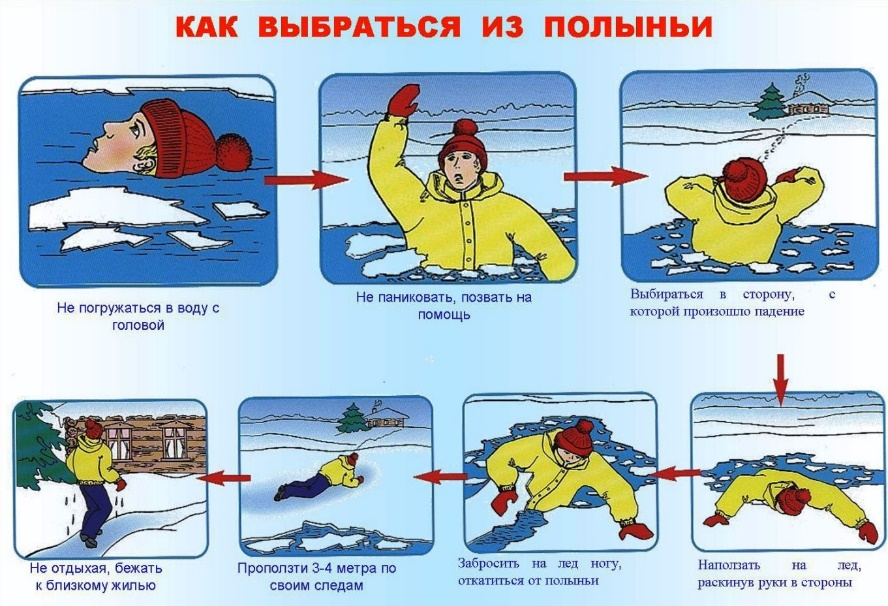 КАК ВЫБРАТЬСЯ ИЗ ПОЛЫНЬИ
Не погружаться в воду с
головой
Не паниковать, позвать на
помощь
Выбираться в сторону, с
которой произошло падение
Наползать на лед,
раскинув руки в стороны
Забросить на лед ногу,
откатиться от полыньи
Проползти 3-4 метра по
своим следам
Не отдыхая, бежать
к близкому жилью